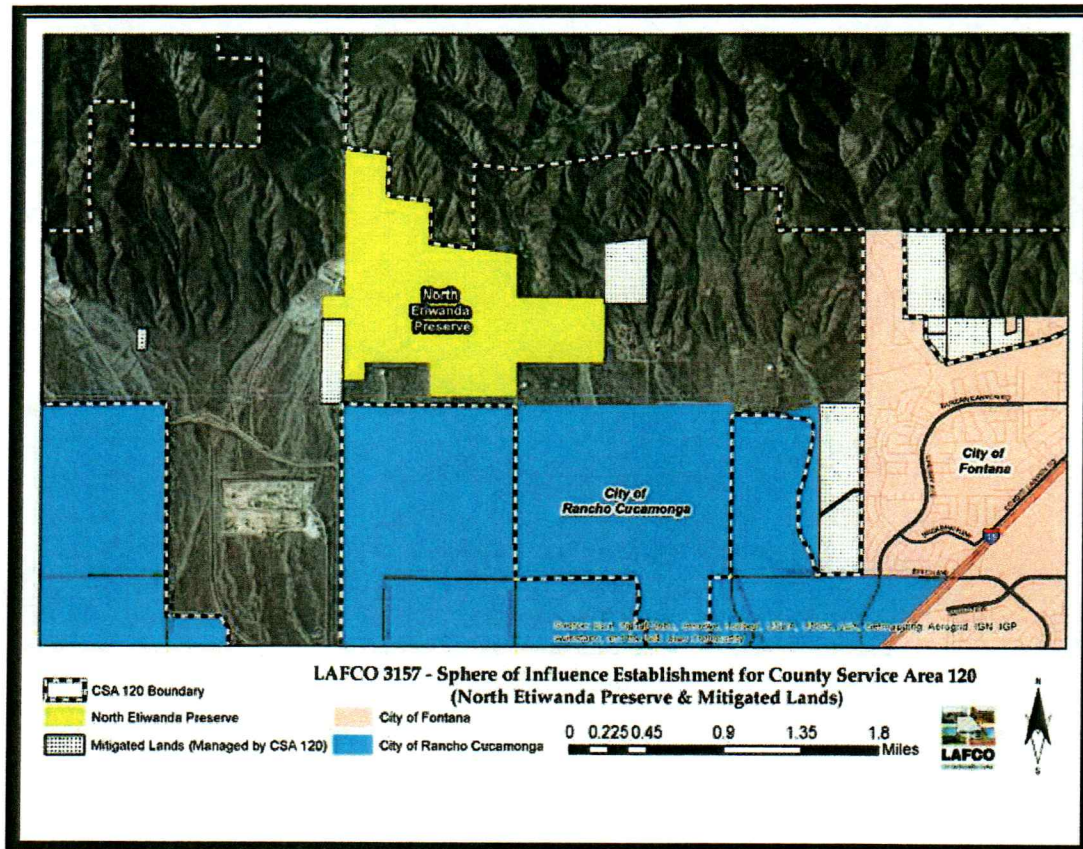 North
Etiwanda
Preserve
City of
Rancho Cucamonga
City of
Fontana
DUNCAN CANYON RD
15
LAFCO 3157 - Sphere of Influence Establishment for County Service Area 120
(North Etiwanda Preserve & Mitigated Lands)
CSA 120 Boundary
North Etiwanda Preserve
Mitigated Lands (Managed by CSA 120)
City of Fontana
City of Rancho Cucamonga
0 0.225 0.45 0.9 1.35 1.8
Miles
LAFCO
N
S